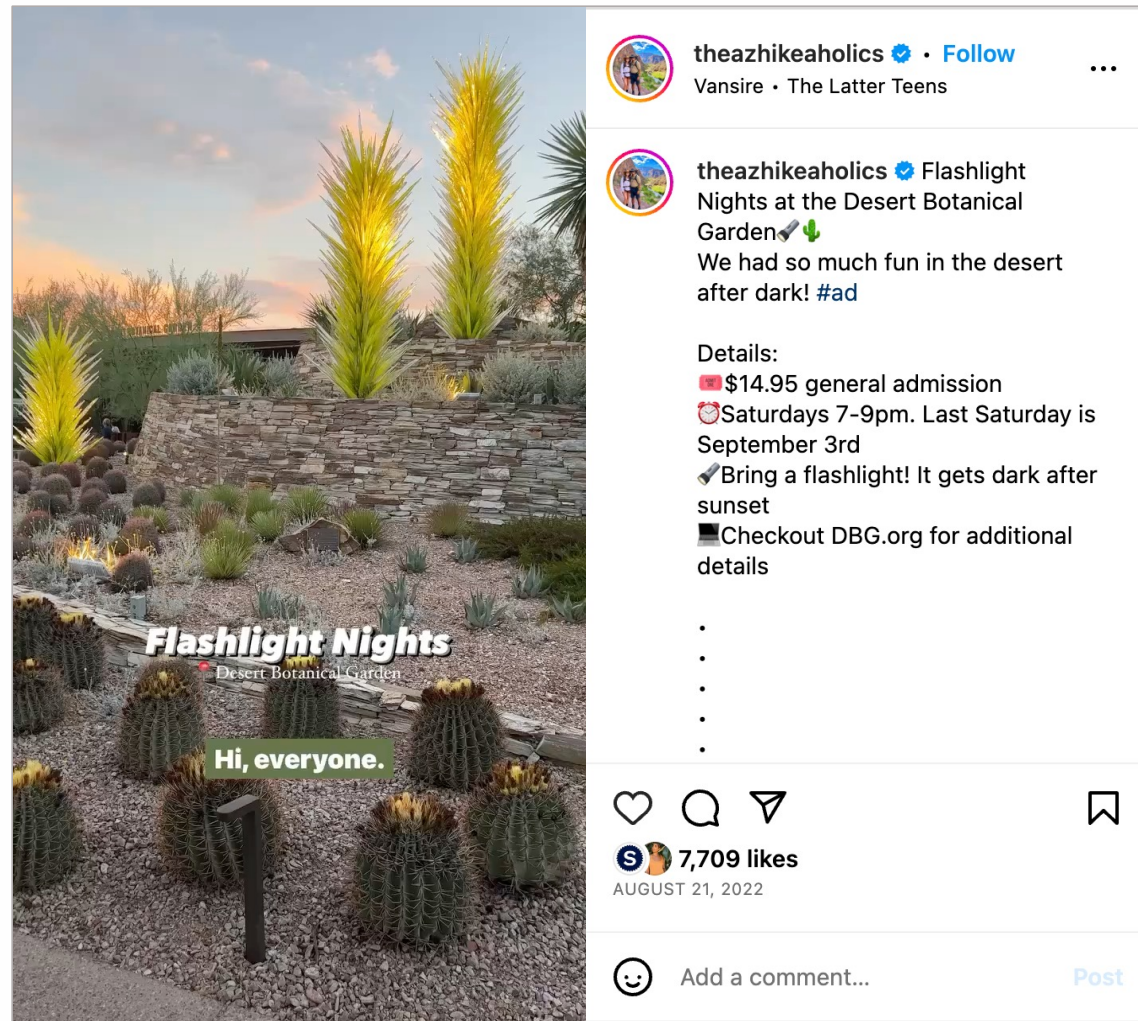 BOTANICAL GARDEN
Flashlight Nights
Desert Botanical Garden
Hi, everyone.
theazhikeaholics • Follow
Vansire • The Latter Teens
theazhikeaholics Flashlight
Nights at the Desert Botanical
Garden🔦🌵
We had so much fun in the desert
after dark! #ad
Details:
🎟️$14.95 general admission
⏰Saturdays 7-9pm. Last Saturday is
September 3rd
🔦Bring a flashlight! It gets dark after
sunset
💻Checkout DBG.org for additional
details
.
.
.
.
.
S
7,709 likes
AUGUST 21, 2022
Add a comment...
Post